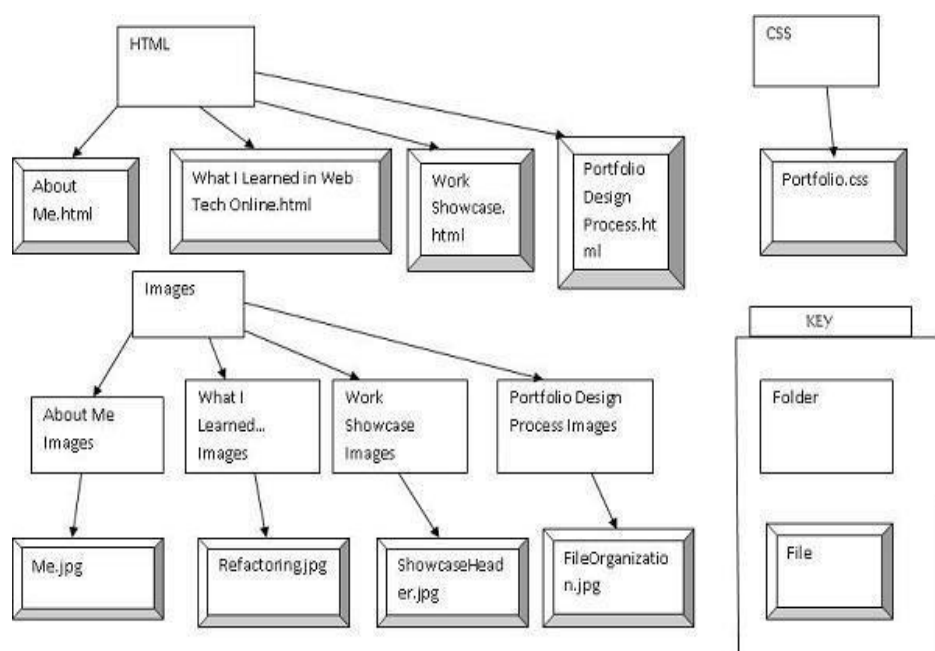 HTML
CSS
About
Me.html
What I Learned in Web
Tech Online.html
Work
Showcase.
html
Portfolio
Design
Process.ht
ml
Portfolio.css
Images
KEY
About Me
Images
What I
Learned...
Images
Work
Showcase
Images
Portfolio Design
Process Images
Folder
Me.jpg
Refactoring.jpg
ShowcaseHea
der.jpg
FileOrganizatio
n.jpg
File